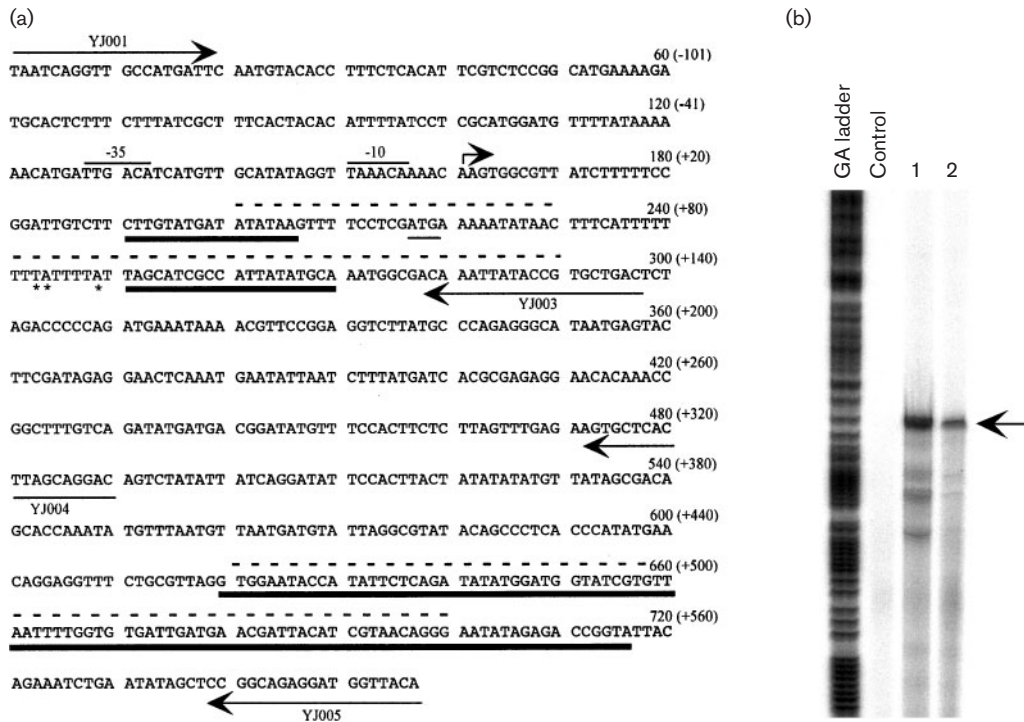 (a)
YJ001
60 (-101)
TAATCAGGTT GCCATGATTC AATGTACACC TTTCTCACAT TCGTCTCCGG CATGAAAAGA
120 (-41)
TGCACTCTTT CTTTATCGCT TTCACTACAC ATTTTATCCT CGCATGGATG TTTTATAAAA
-35 -10 180 (+20)
AACATGATTG ACATCATGTT GCATATAGGT TAAACAAAAC AAGTGGCGTT ATCTTTTTCC
240 (+80)
GGATTGTCTT CTTGTATGAT ATATAAGTTT TCCTCGATGA AAAATATAAC TTTCATTTTT
300 (+140)
TTTATTTTAT TAGCATCGCC ATTATATGCA AATGGCGACA AATTATACCG TGCTGACTCT
** *
YJ003
360 (+200)
AGACCCCCAG ATGAAATAAA ACGTTCCGGA GGTCTTATGC CCAGAGGGCA TAATGAGTAC
420 (+260)
TTCGATAGAG GAACTCAAAT GAATATTAAT CTTTATGATC ACGCGAGAGG AACACAAACC
480 (+320)
GGCTTTGTCA GATATGATGA CGGATATGTT TCCACTTCTC TTAGTTTGAG AAGTGCTCAC
540 (+380)
TTAGCAGGAC AGTCTATATT ATCAGGATAT TCCACTTACT ATATATATGT TATAGCGACA
YJ004
600 (+440)
GCACCAAATA TGTTTAATGT TAATGATGTA TTAGGCGTAT ACAGCCCTCA CCCATATGAA
660 (+500)
CAGGAGGTTT CTGCGTTAGG TGGAATACCA TATTCTCAGA TATATGGATG GTATCGTGTT
720 (+560)
AATTTTGGTG TGATTGATGA ACGATTACAT CGTAACAGGG AATATAGAGA CCGGTATTAC
AGAAATCTGA ATATAGCTCC GGCAGAGGAT GGTTACA
YJ005
(b)
GA ladder
Control
1
2